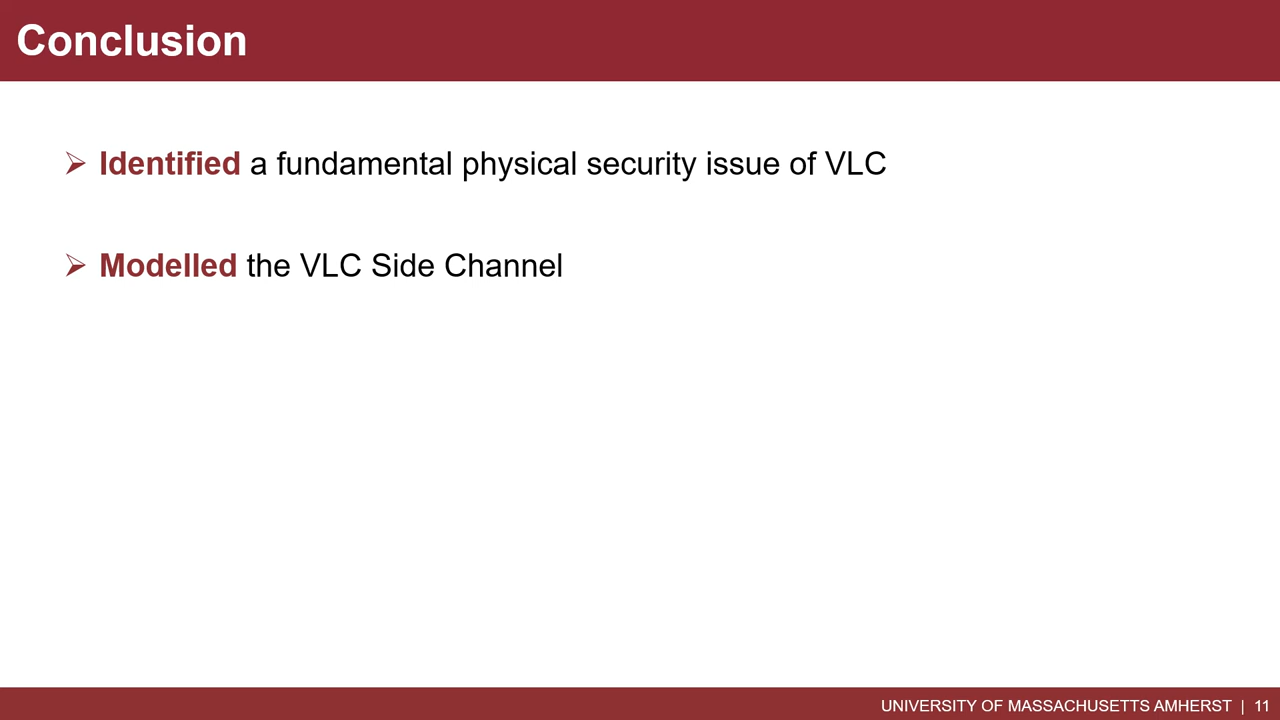 Conclusion
➢ Identified a fundamental physical security issue of VLC
➢ Modelled the VLC Side Channel
UNIVERSITY OF MASSACHUSETTS AMHERST | 11